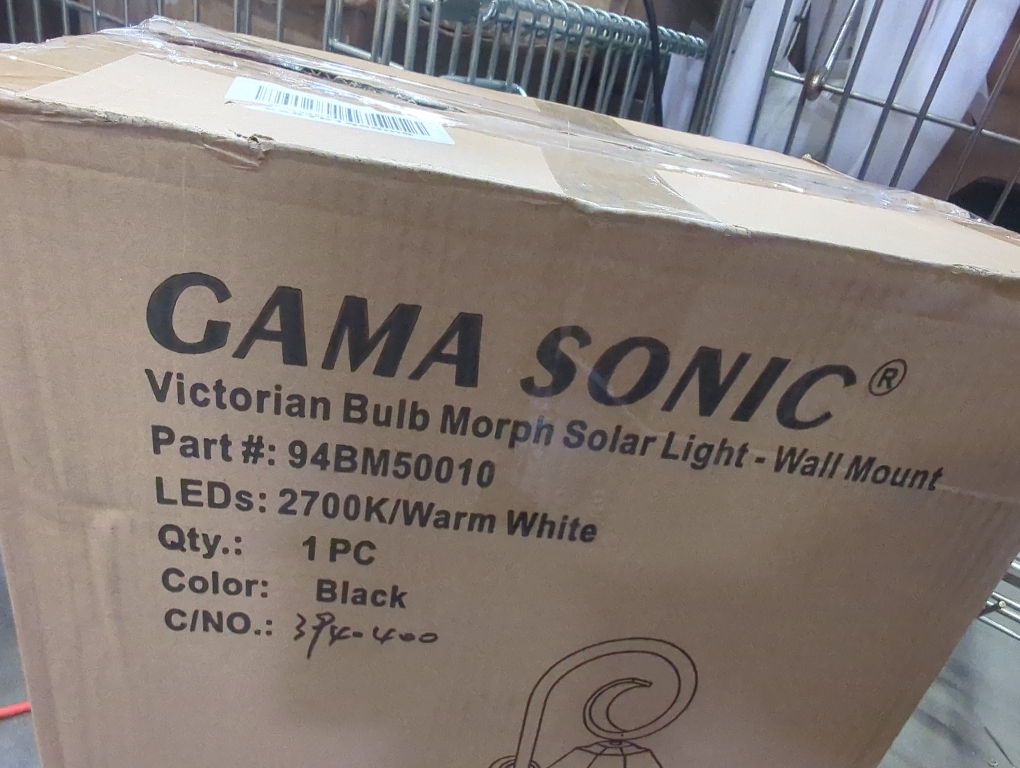 GAMA SONIC®
Victorian Bulb Morph Solar Light - Wall Mount
Part #: 94BM50010
LEDs: 2700K/Warm White
Qty.: 1 PC
Color: Black
C/NO.: 394-400